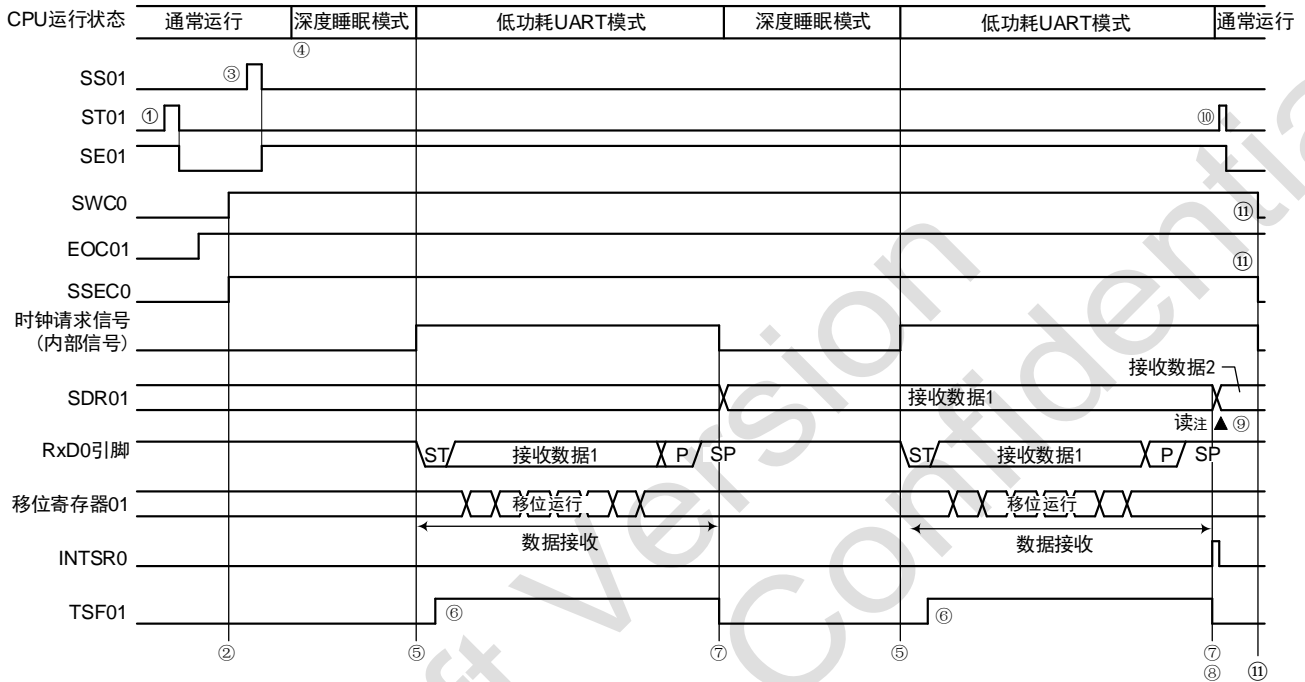 CPU运行状态 通常运行 深度睡眠模式 低功耗UART模式 深度睡眠模式 低功耗UART模式 通常运行
④
SS01 ③
ST01 ① ⑩
SE01
SWC0 ⑪
EOC01
SSEC0 ⑪
时钟请求信号
(内部信号)
接收数据2
SDR01 接收数据1
读注 ▲ ⑨
RxD0引脚 ST 接收数据1 P SP ST 接收数据1 P SP
移位寄存器01 移位运行 移位运行
数据接收 数据接收
INTSR0
TSF01 ⑥ ⑥
② ⑤ ⑦ ⑤ ⑦ ⑪
⑧
ft Version
Confidentia